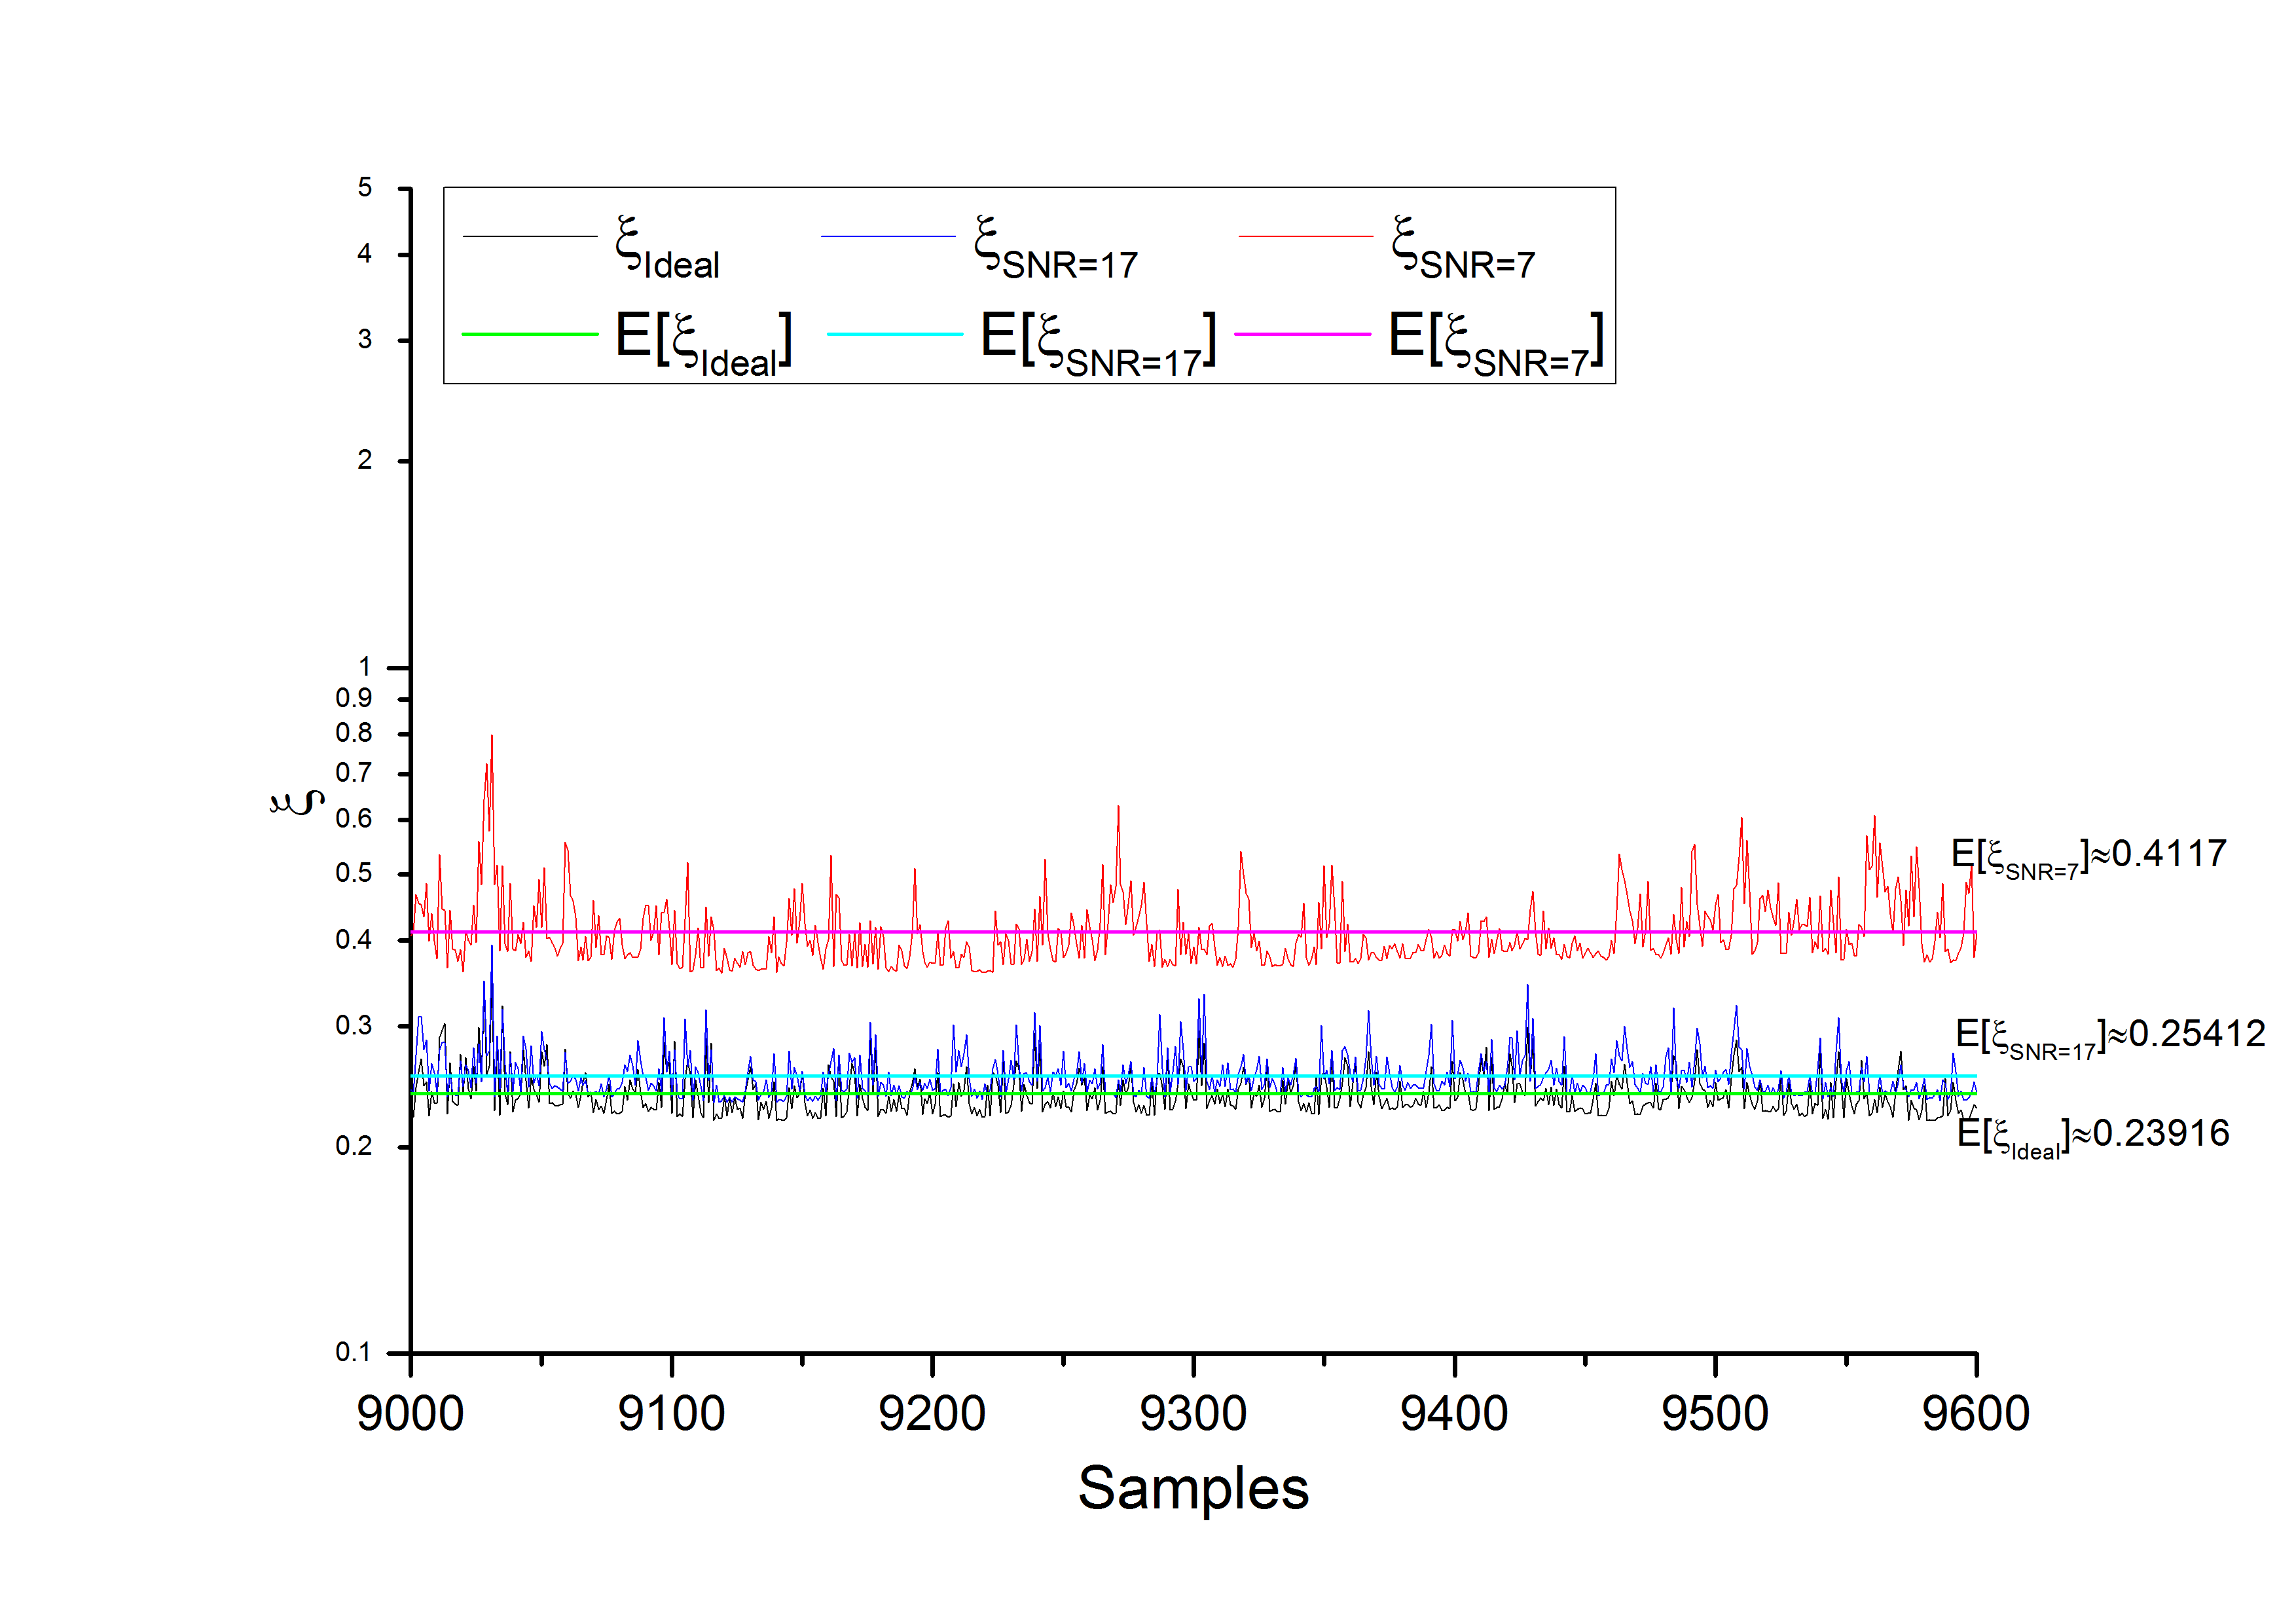 ξIdeal ξSNR=17 ξSNR=7
E[ξIdeal] E[ξSNR=17] E[ξSNR=7]
5
4
3
2
1
0.9
0.8
0.7
0.6
0.5
0.4
0.3
0.2
0.1
ξ
E[ξSNR=7]≈0.4117
E[ξSNR=17]≈0.25412
E[ξIdeal]≈0.23916
9000 9100 9200 9300 9400 9500 9600
Samples